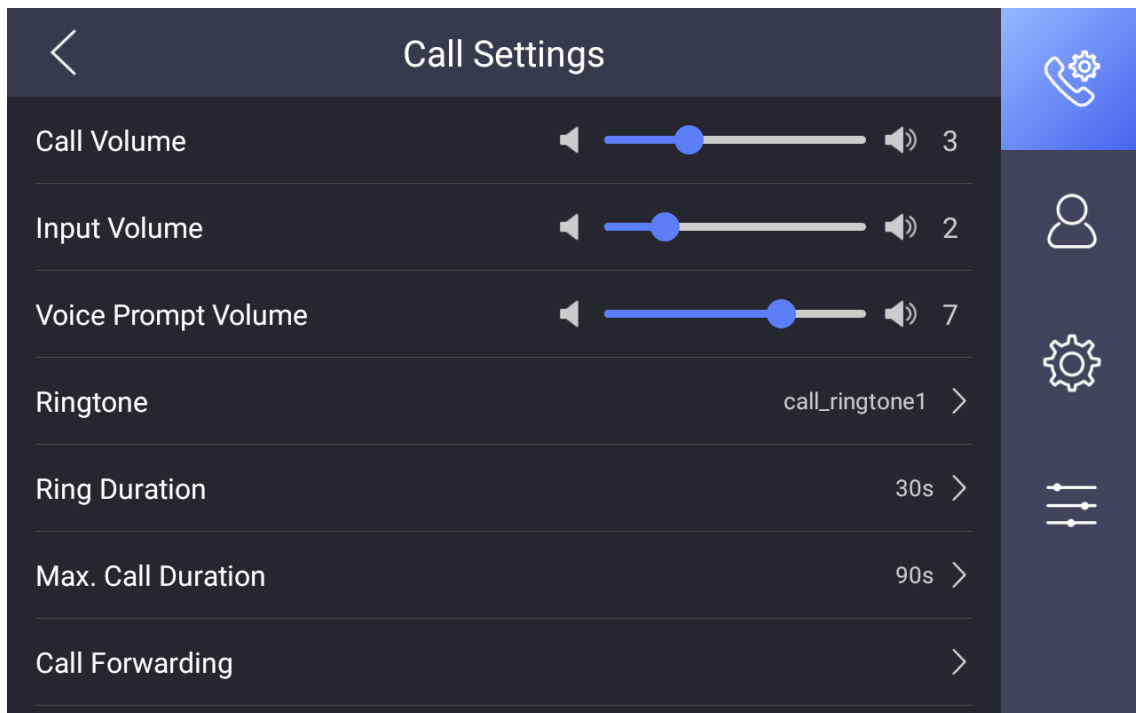 Call Settings
Call Volume 3
Input Volume 2
Voice Prompt Volume 7
Ringtone call_ringtone1
Ring Duration 30s
Max. Call Duration 90s
Call Forwarding